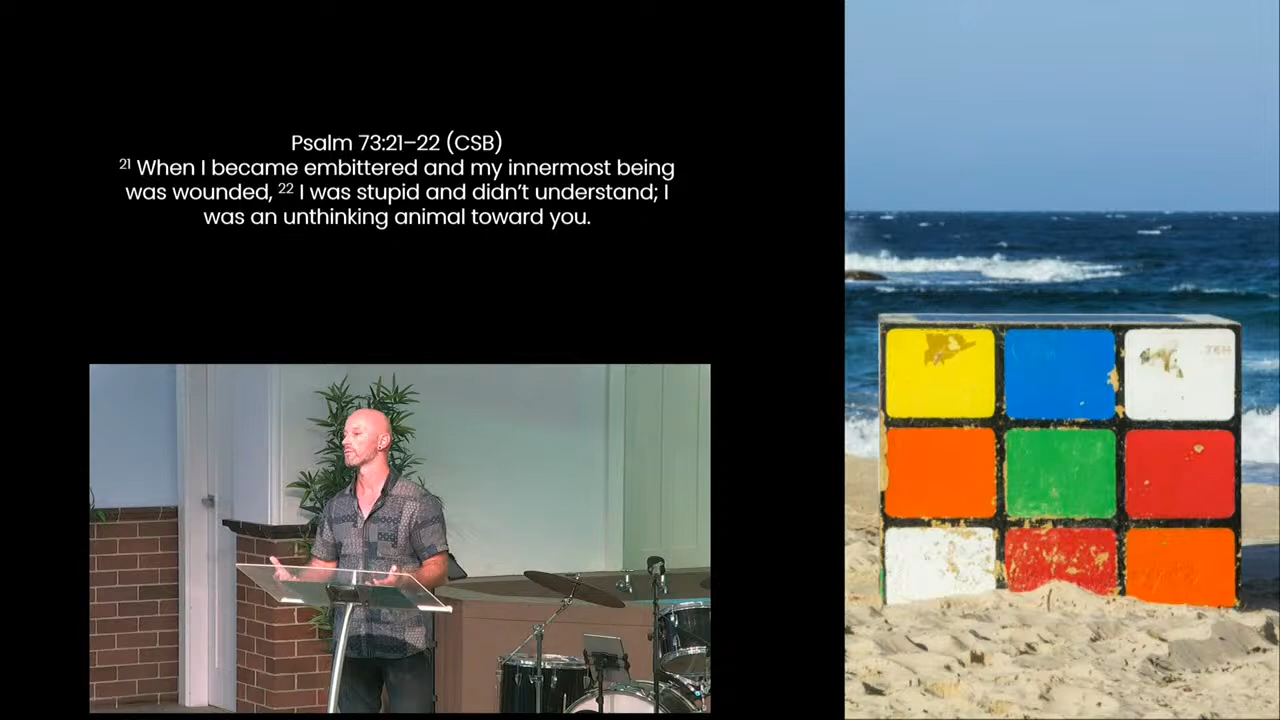 Psalm 73:21–22 (CSB)
²¹ When I became embittered and my innermost being
was wounded, ²² I was stupid and didn’t understand; I
was an unthinking animal toward you.